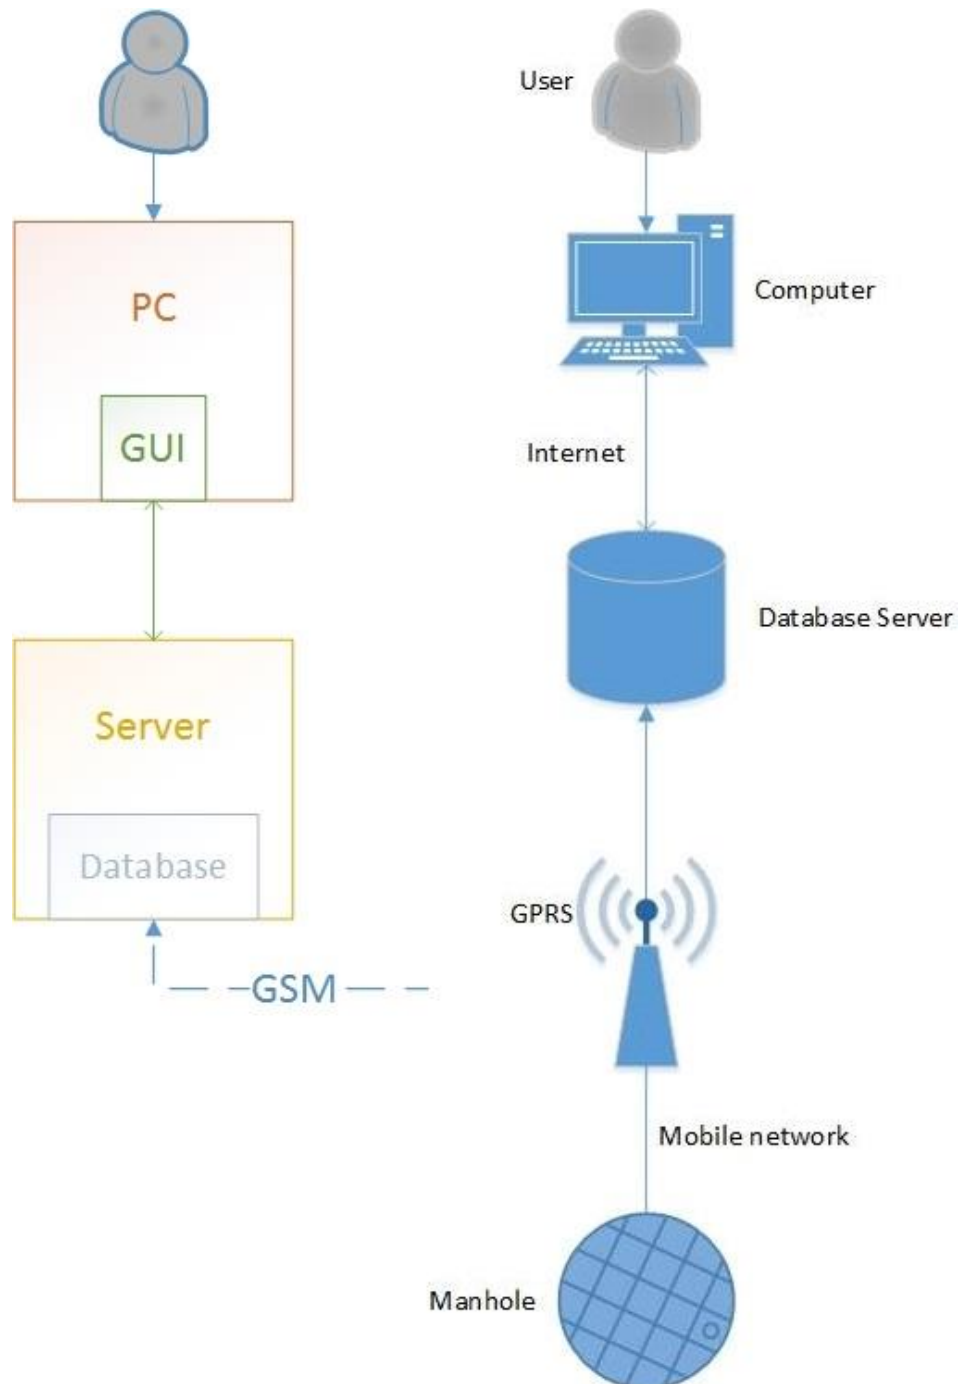 User
PC
Computer
GUI
Internet
Database Server
Server
Database
GPRS
GSM
Mobile network
Manhole